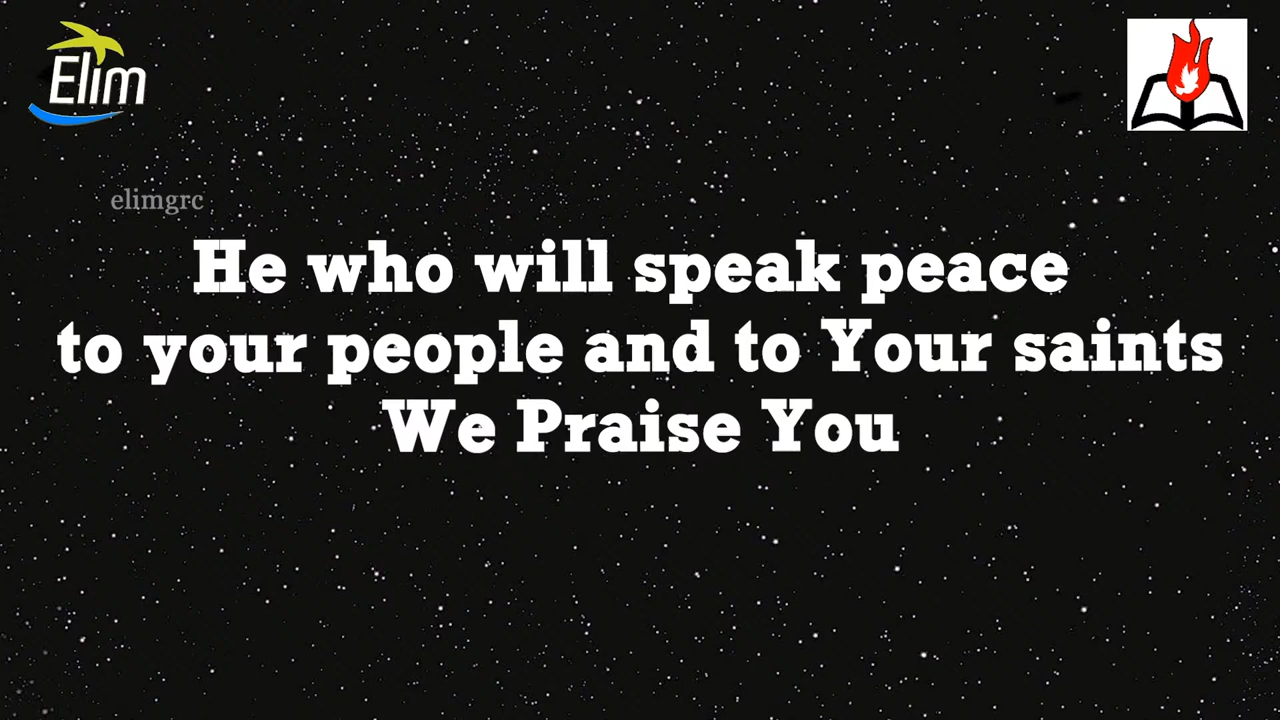 Elim
elimgrc
He who will speak peace
to your people and to Your saints
We Praise You